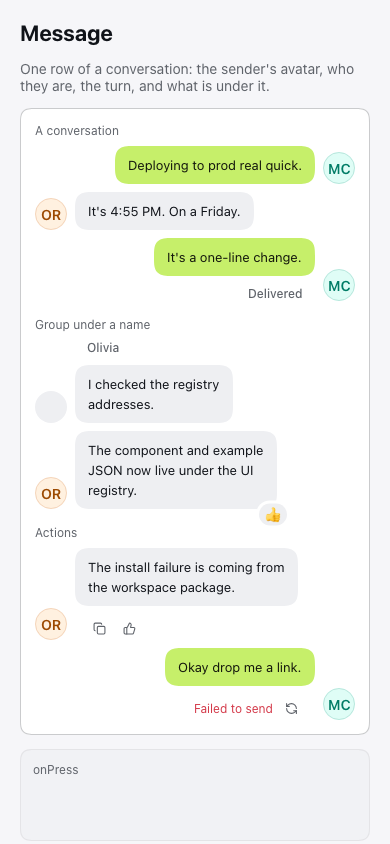 Message
One row of a conversation: the sender's avatar, who
they are, the turn, and what is under it.
A conversation
Deploying to prod real quick.
MC
OR
It's 4:55 PM. On a Friday.
It's a one-line change.
MC
Delivered
Group under a name
Olivia
I checked the registry
addresses.
The component and example
JSON now live under the UI
registry.
OR
Actions
The install failure is coming from
the workspace package.
OR
Okay drop me a link.
MC
Failed to send
onPress